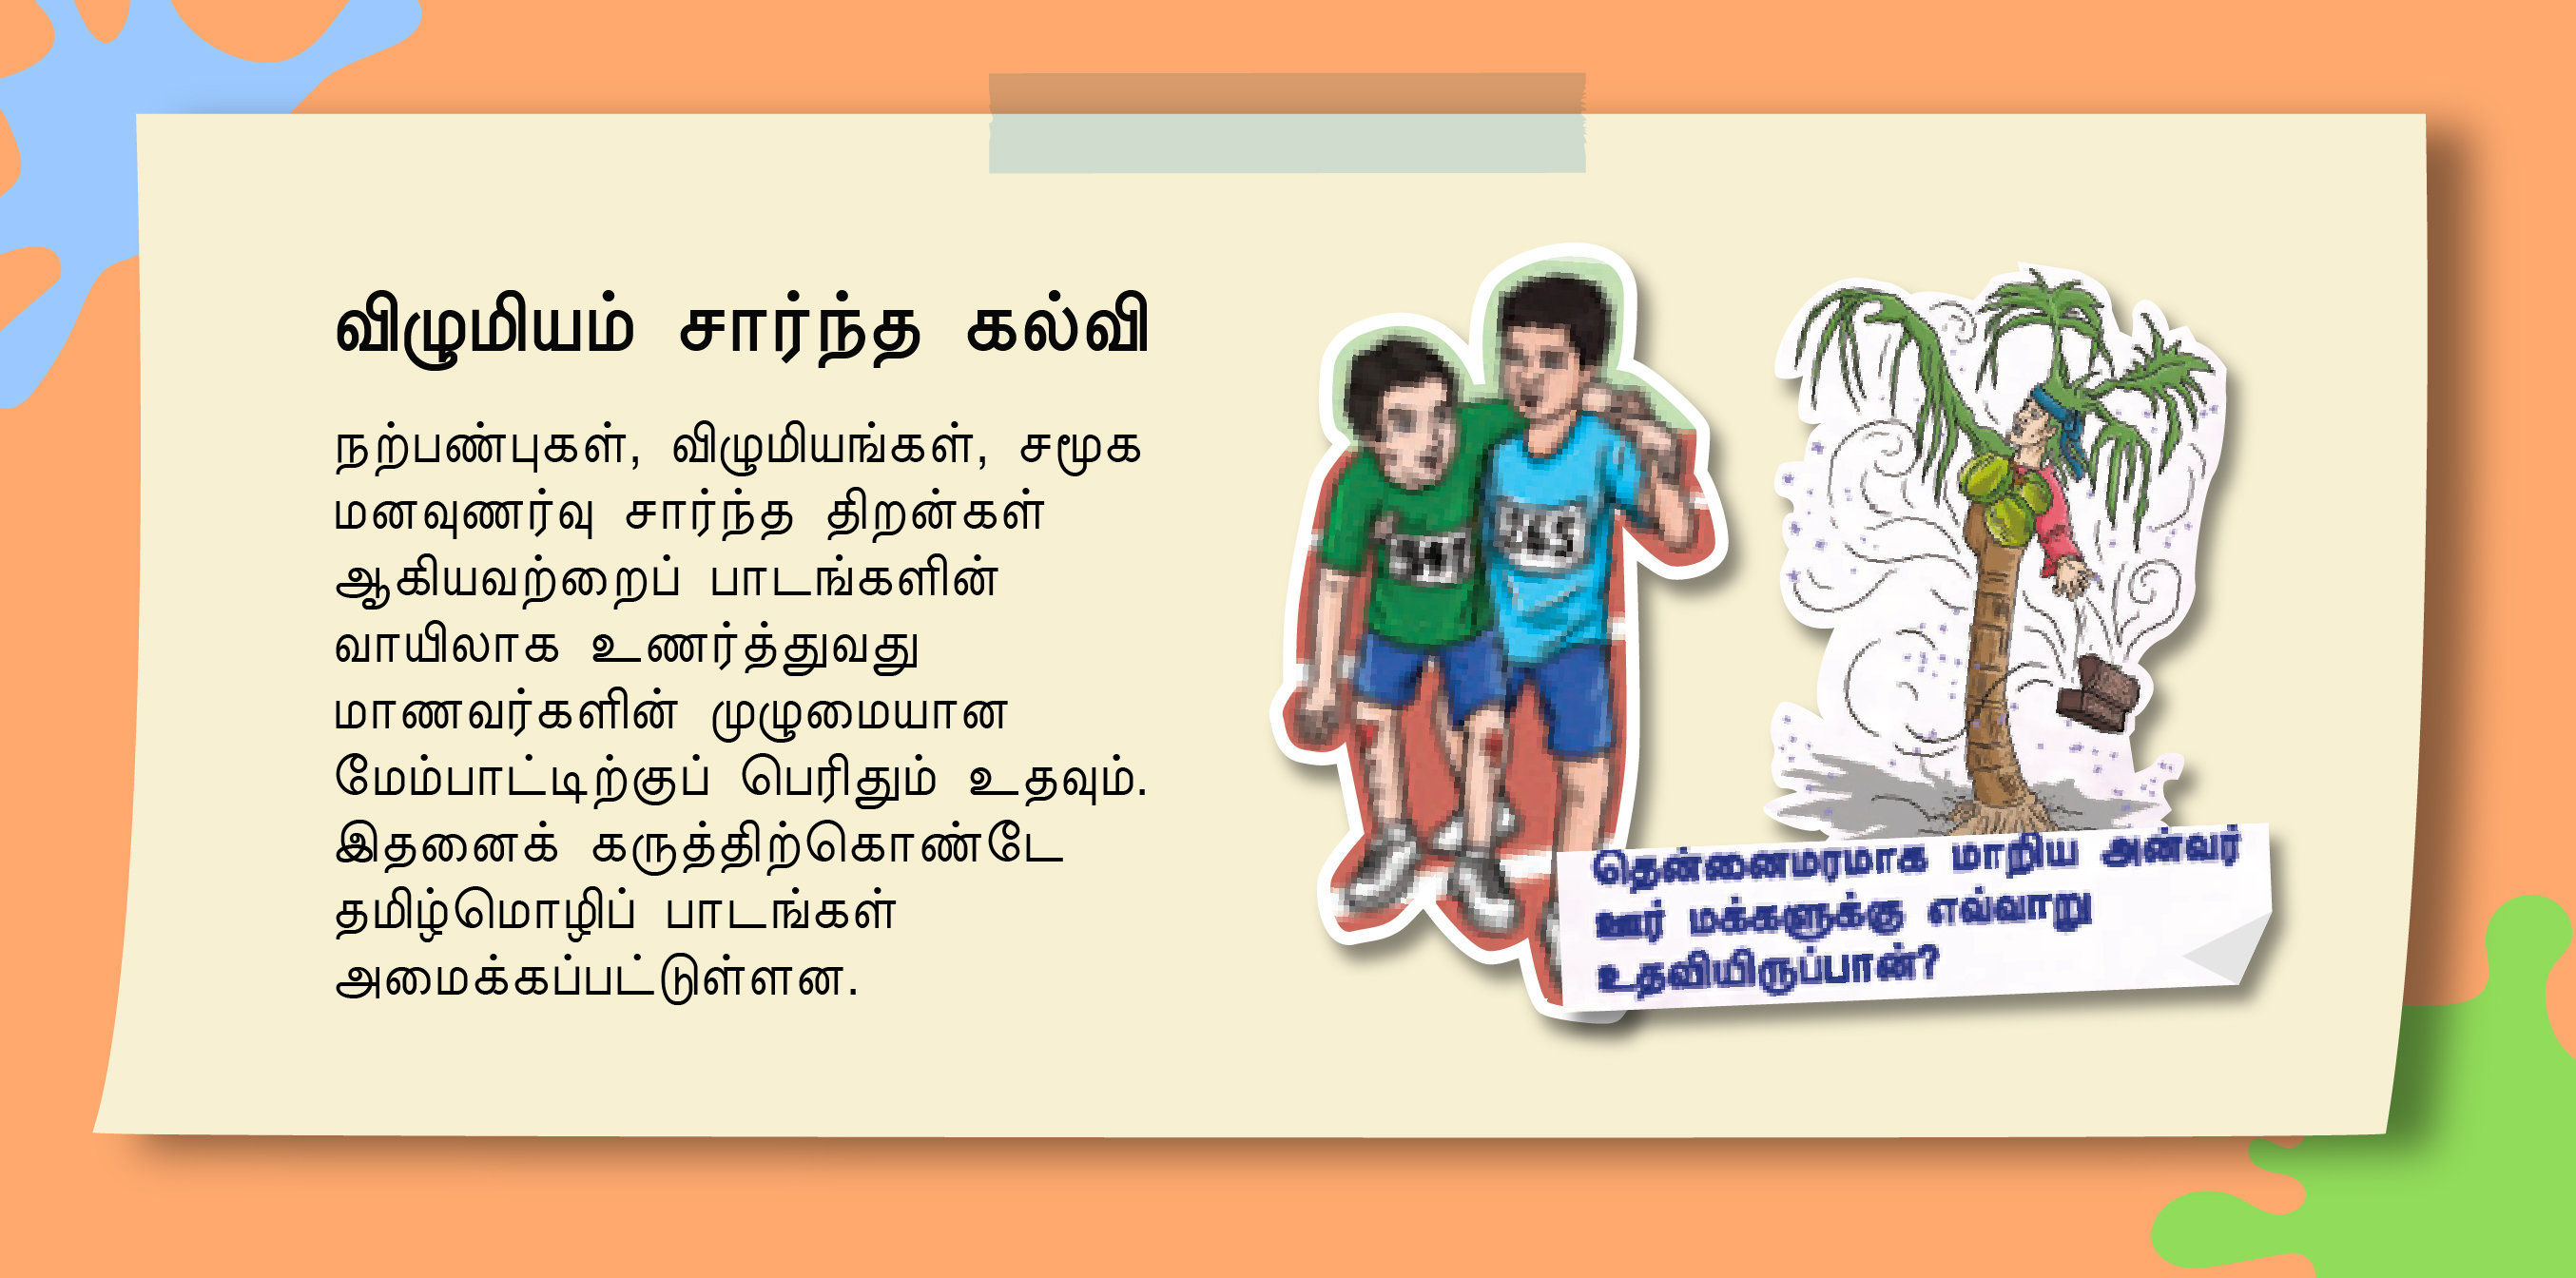 விழுமியம் சார்ந்த கல்வி
நற்பண்புகள், விழுமியங்கள், சமூக
மனவுணர்வு சார்ந்த திறன்கள்
ஆகியவற்றைப் பாடங்களின்
வாயிலாக உணர்த்துவது
மாணவர்களின் முழுமையான
மேம்பாட்டிற்குப் பெரிதும் உதவும்.
இதனைக் கருத்திற்கொண்டே
தமிழ்மொழிப் பாடங்கள்
அமைக்கப்பட்டுள்ளன.
தென்னைமரமாக மாறிய அன்வர்
ஊர் மக்களுக்கு எவ்வாறு
உதவியிருப்பான்?